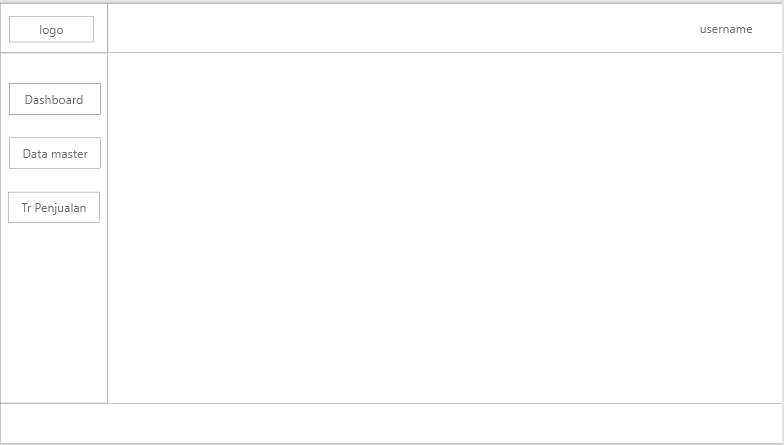 logo
username
Dashboard
Data master
Tr Penjualan